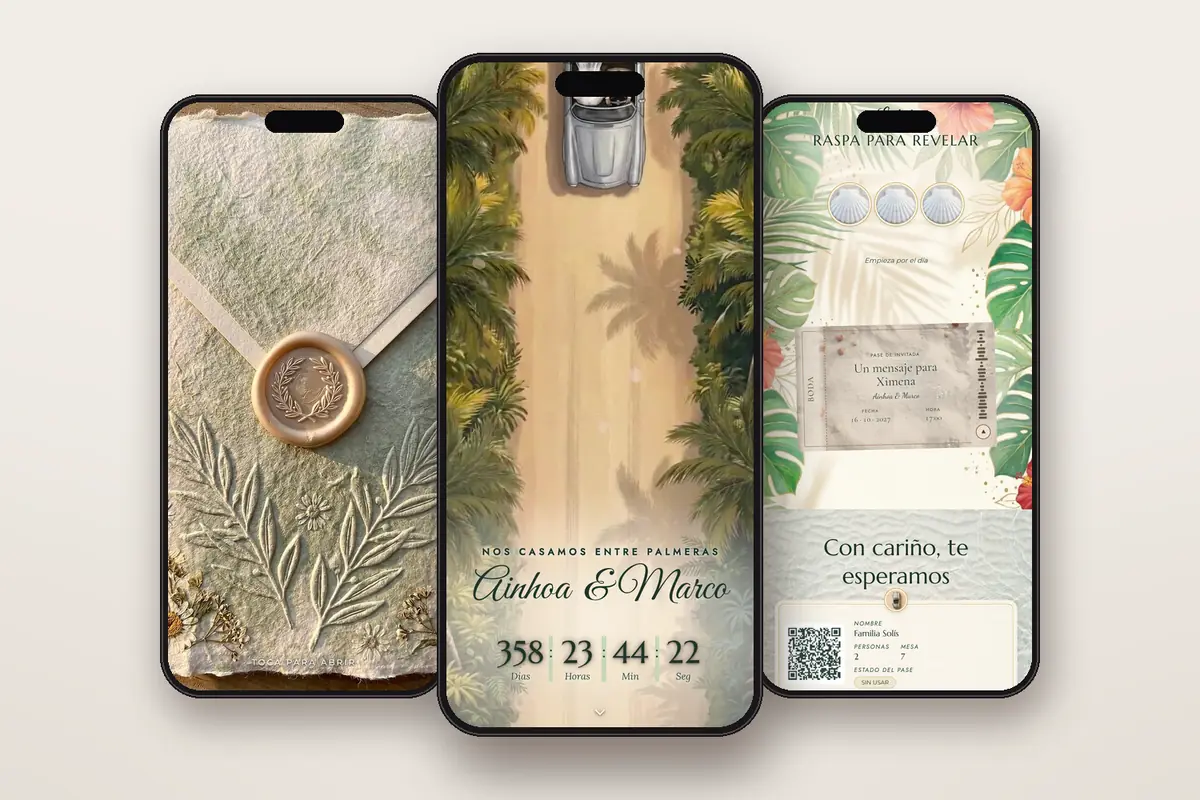 TOCA PARA ABRIR
NOS CASAMOS ENTRE PALMERAS
Ainhoa & Marco
358 : 23 : 44 : 22
Días Horas Min Seg
RASPA PARA REVELAR
Empieza por el día
BODA
PASE DE INVITADA
Un mensaje para
Ximena
Ainhoa & Marco
FECHA HORA
16 · 10 · 2027 17:00
Con cariño, te
esperamos
NOMBRE
Familia Solís
PERSONAS MESA
2 7
ESTADO DEL PASE
SIN USAR